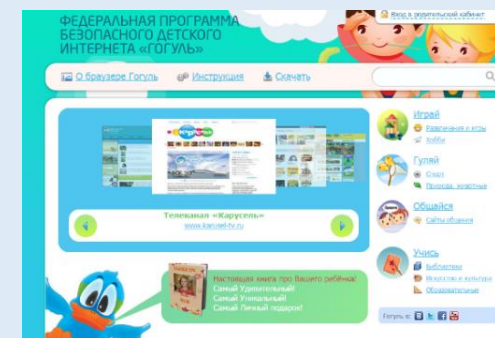 ФЕДЕРАЛЬНАЯ ПРОГРАММА
БЕЗОПАСНОГО ДЕТСКОГО
ИНТЕРНЕТА «ГОГУЛЬ»
Вход в родительский кабинет
О браузере Гогуль
Инструкция
Скачать
Телеканал «Карусель»
www.karusel-tv.ru
Настоящая книга про Вашего ребёнка!
Самый Удивительный!
Самый Уникальный!
Самый Личный подарок!
Играй
Развлечения и игры
Хобби
Гуляй
Спорт
Природа, животные
Общайся
Сайты общения
Учись
Библиотеки
Искусство и культура
Образовательные
Гогуль в: